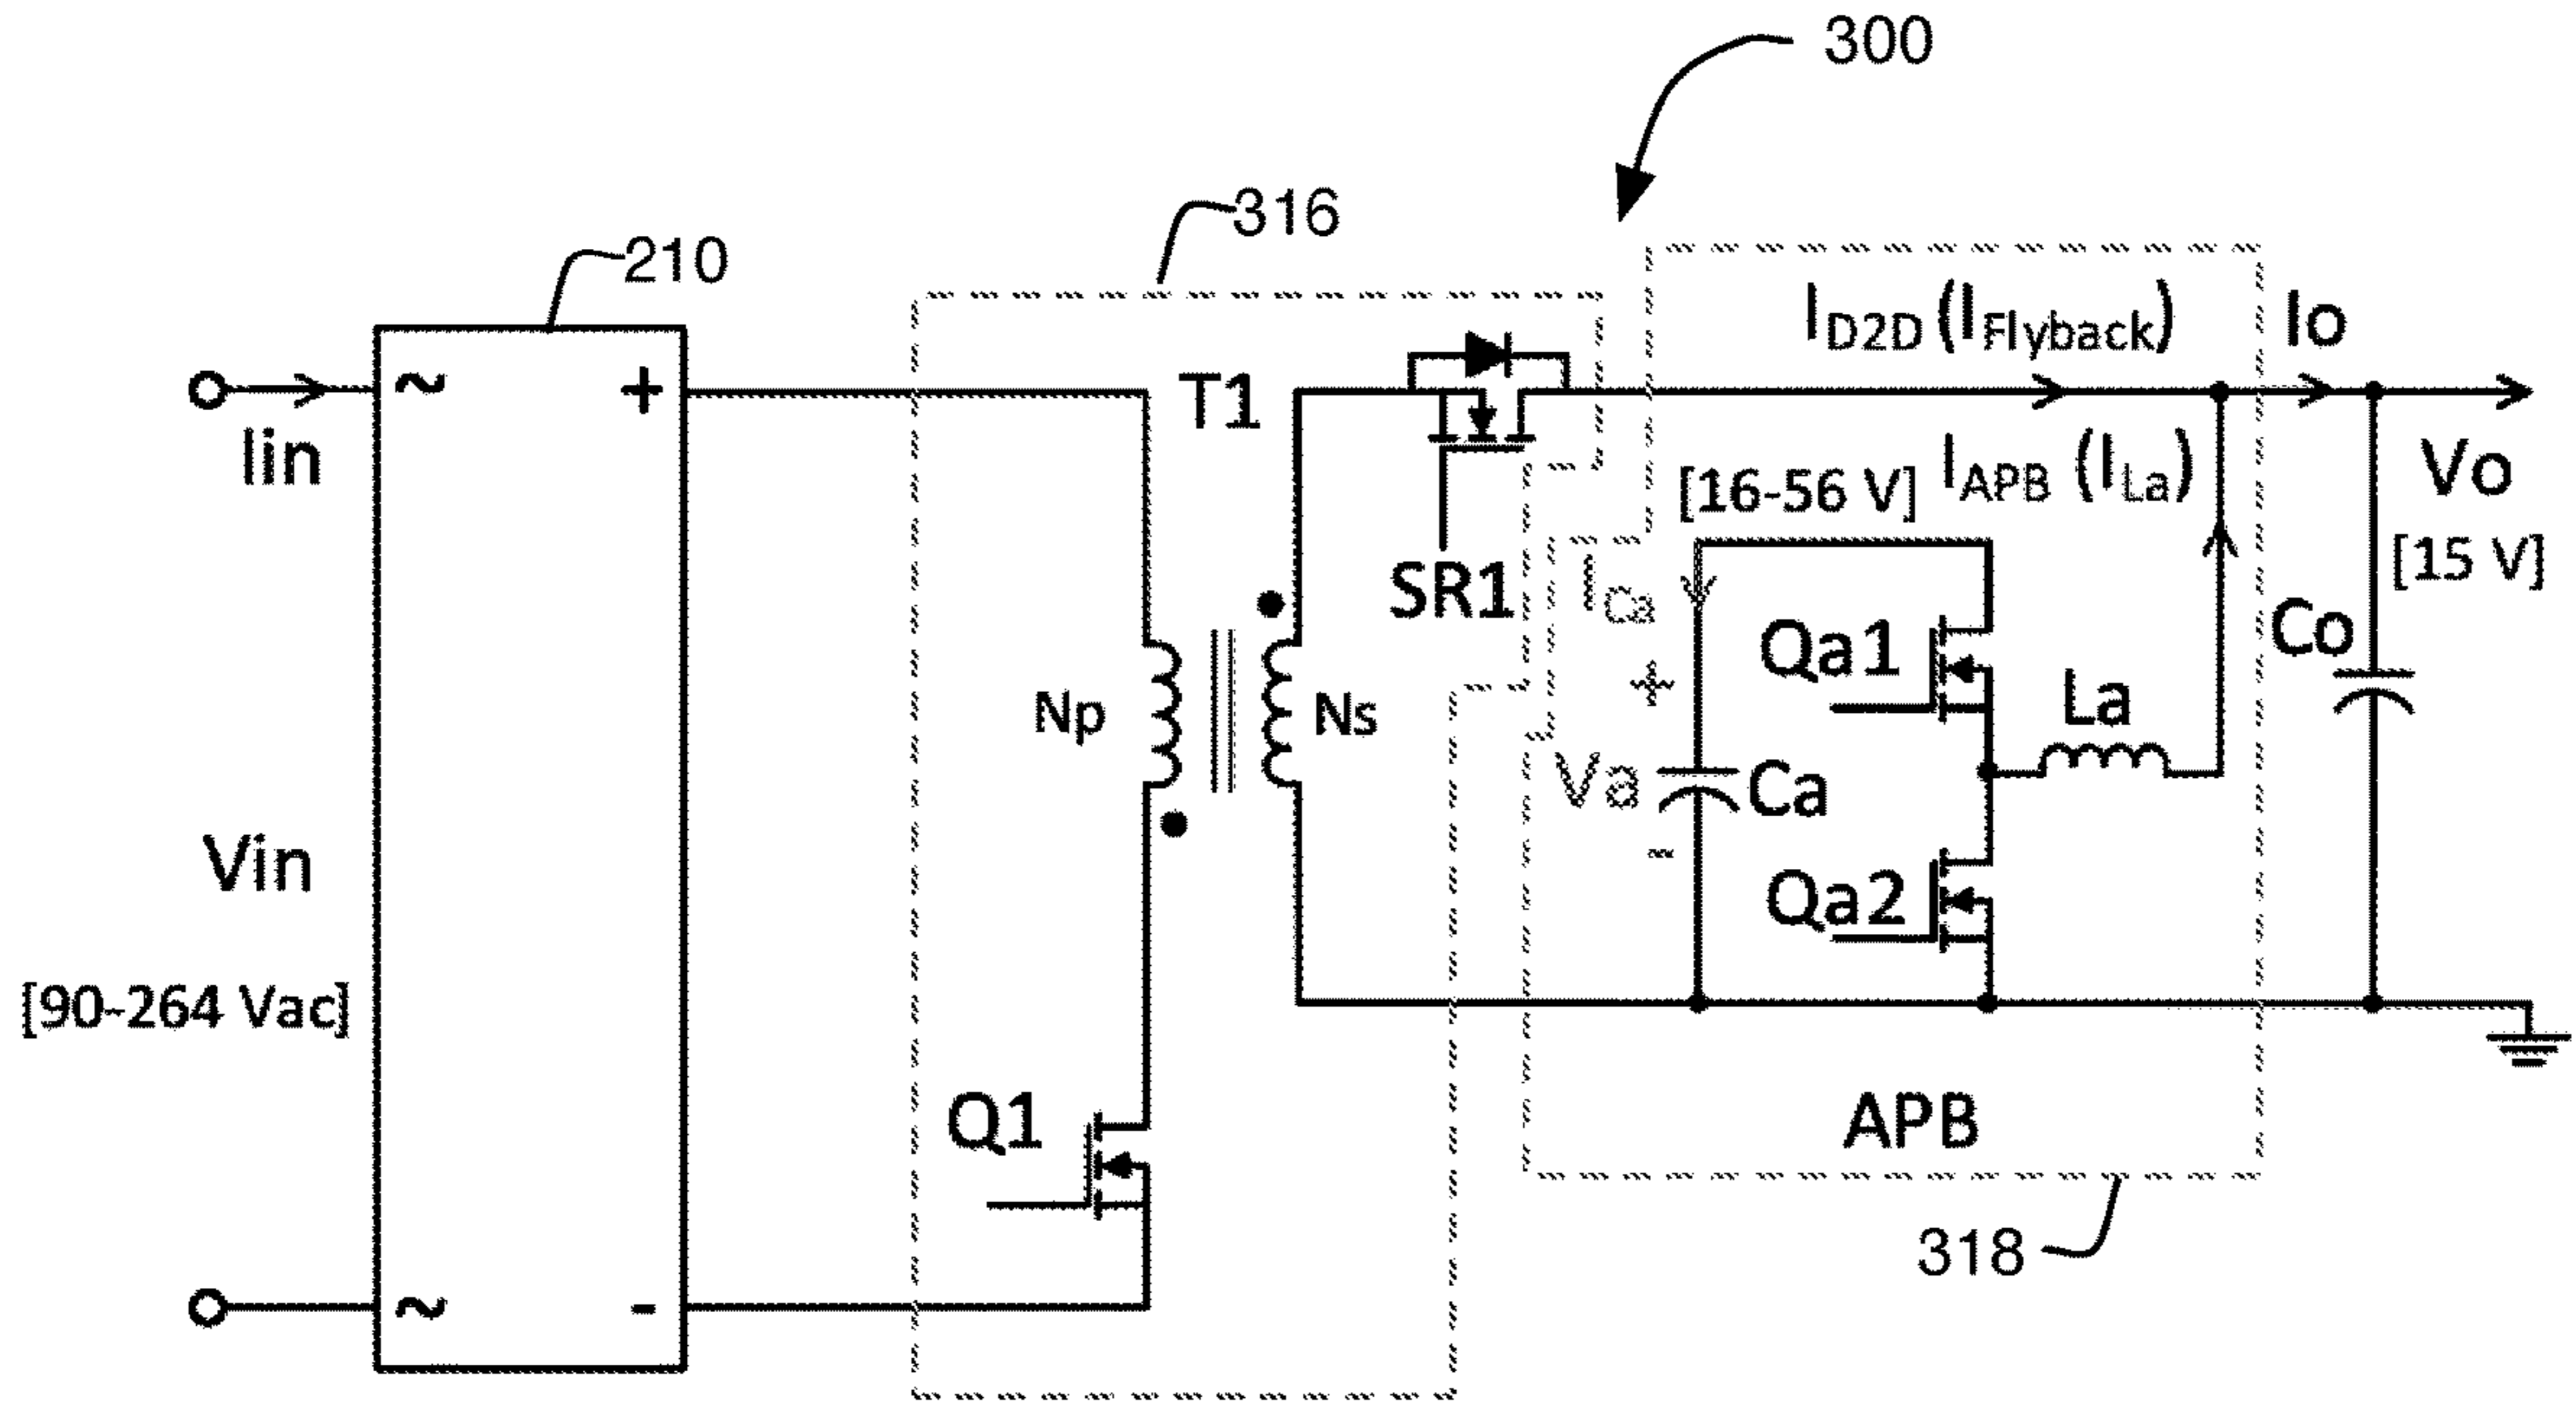 300
316
210
I_D2D (I_Flyback)
Io
~
+
T1
Iin
I_APB (I_La)
[16-56 V]
Vo
[15 V]
SR1
I_Ca
Qa1
Co
+
Np
Ns
La
Va
Ca
-
Vin
Qa2
[90-264 Vac]
Q1
APB
318
~
-